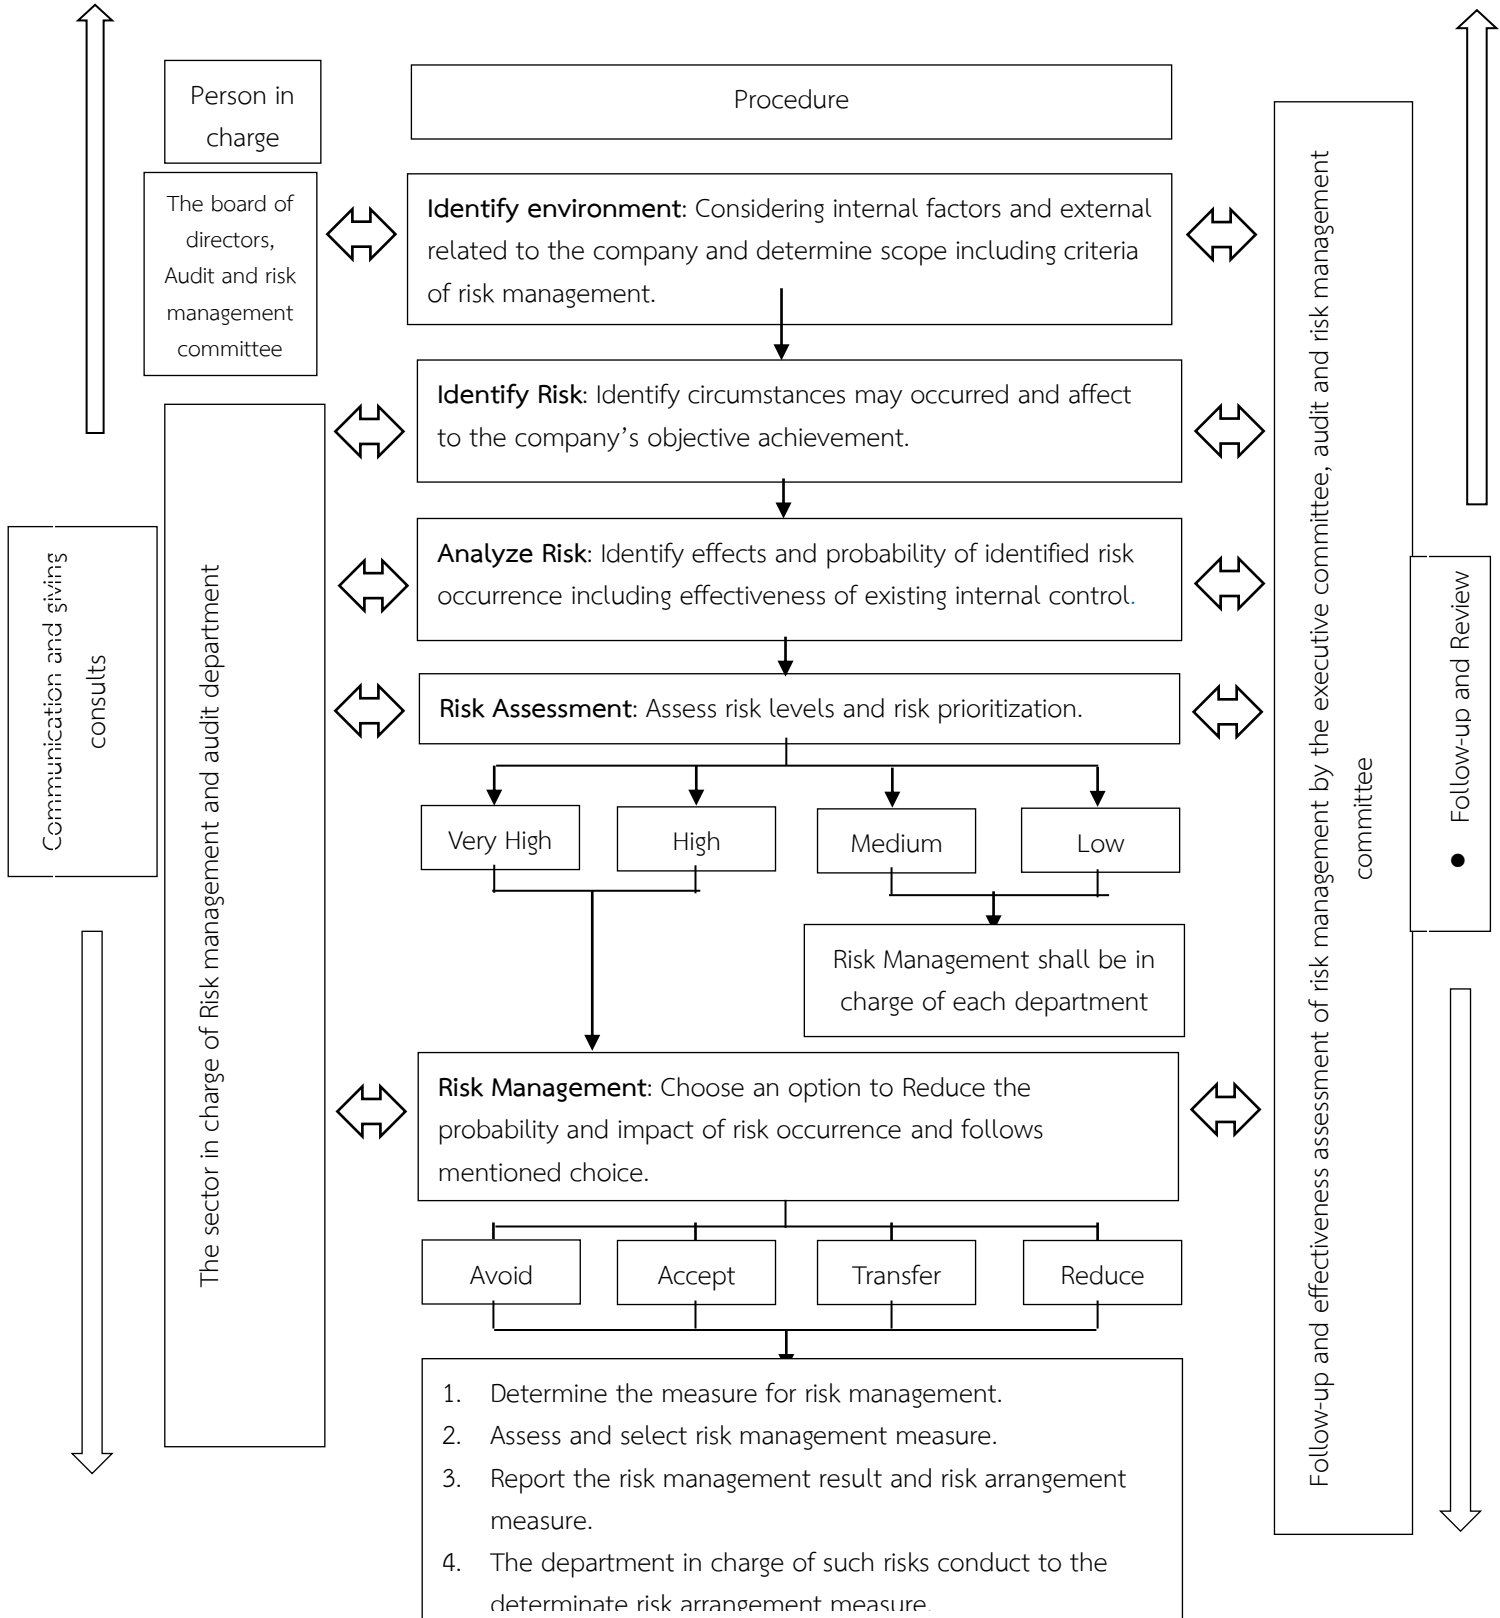 Person in
charge
Procedure
The board of
directors,
Audit and risk
management
committee
Identify environment: Considering internal factors and external
related to the company and determine scope including criteria
of risk management.
Identify Risk: Identify circumstances may occurred and affect
to the company's objective achievement.
Analyze Risk: Identify effects and probability of identified risk
occurrence including effectiveness of existing internal control.
Risk Assessment: Assess risk levels and risk prioritization.
Very High
High
Medium
Low
Risk Management shall be in
charge of each department
Risk Management: Choose an option to Reduce the
probability and impact of risk occurrence and follows
mentioned choice.
Avoid
Accept
Transfer
Reduce
1. Determine the measure for risk management.
2. Assess and select risk management measure.
3. Report the risk management result and risk arrangement
measure.
4. The department in charge of such risks conduct to the
determinate risk arrangement measure.
Communication and giving
consults
The sector in charge of Risk management and audit department
Follow-up and effectiveness assessment of risk management by the executive committee, audit and risk management
committee
● Follow-up and Review